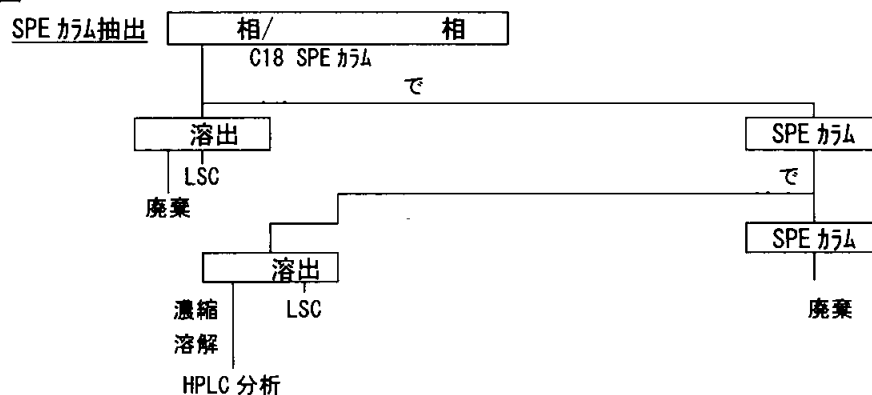 SPE カラム抽出 相/ 相
C18 SPE カラム
で
溶出 SPE カラム
LSC で
廃棄
SPE カラム
溶出
濃縮 LSC 廃棄
溶解
HPLC 分析